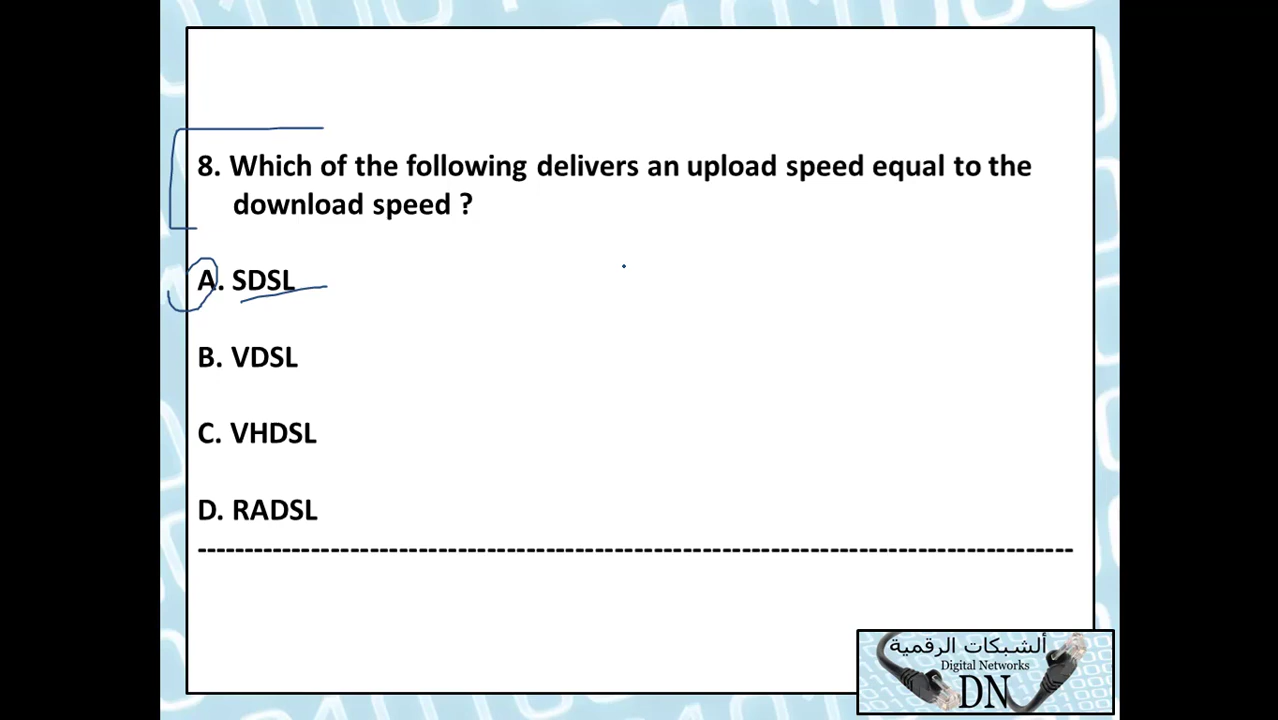 8. Which of the following delivers an upload speed equal to the
download speed ?
A. SDSL
B. VDSL
C. VHDSL
D. RADSL
--------------------------------------------------------------------------------------------
ألشبكات الرقمية
Digital Networks
DN